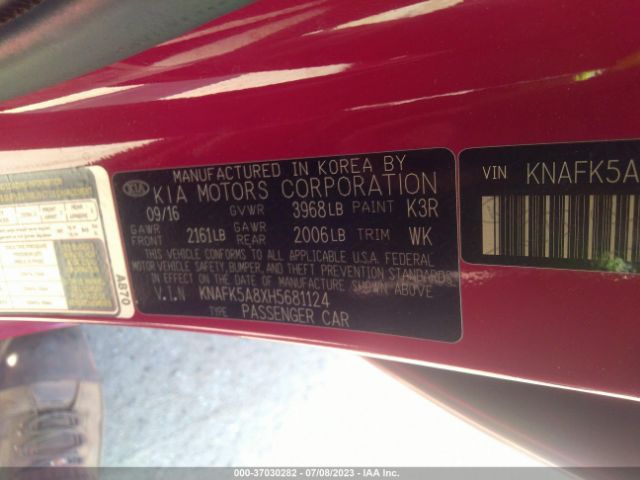 MANUFACTURED IN KOREA BY
KIA KIA MOTORS CORPORATION
09/16 GVWR 3968LB PAINT K3R
GAWR FRONT 2161LB GAWR REAR 2006LB TRIM WK
THIS VEHICLE CONFORMS TO ALL APPLICABLE U.S.A. FEDERAL
MOTOR VEHICLE SAFETY, BUMPER, AND THEFT PREVENTION
STANDARDS IN EFFECT ON THE DATE OF MANUFACTURE SHOWN ABOVE.
V.I.N KNAFK5A8XH5681124
TYPE PASSENGER CAR
VIN KNAFK5A
A870
000-37030282 - 07/08/2023 - IAA Inc.